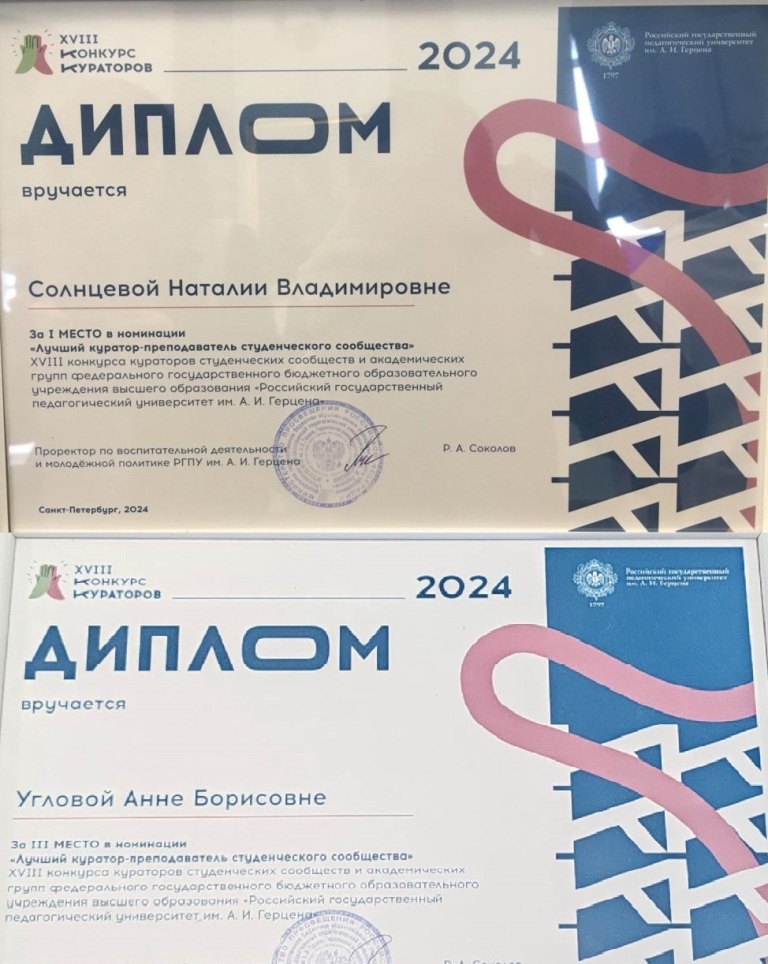 XVIII
КОНКУРС
КУРАТОРОВ
2024
Российский государственный
педагогический университет
им. А. И. Герцена
1797
ДИПЛОМ
вручается
Солнцевой Наталии Владимировне
За I МЕСТО в номинации
«Лучший куратор-преподаватель студенческого сообщества»
XVIII конкурса кураторов студенческих сообществ и академических
групп федерального государственного бюджетного образовательного
учреждения высшего образования «Российский государственный
педагогический университет им. А. И. Герцена»
Проректор по воспитательной деятельности
и молодёжной политике РГПУ им. А. И. Герцена
Р. А. Соколов
Санкт-Петербург, 2024
XVIII
КОНКУРС
КУРАТОРОВ
2024
Российский государственный
педагогический университет
им. А. И. Герцена
1797
ДИПЛОМ
вручается
Угловой Анне Борисовне
За III МЕСТО в номинации
«Лучший куратор-преподаватель студенческого сообщества»
XVIII конкурса кураторов студенческих сообществ и академических
групп федерального государственного бюджетного образовательного
учреждения высшего образования «Российский государственный
педагогический университет им. А. И. Герцена»
Р. А. Соколов